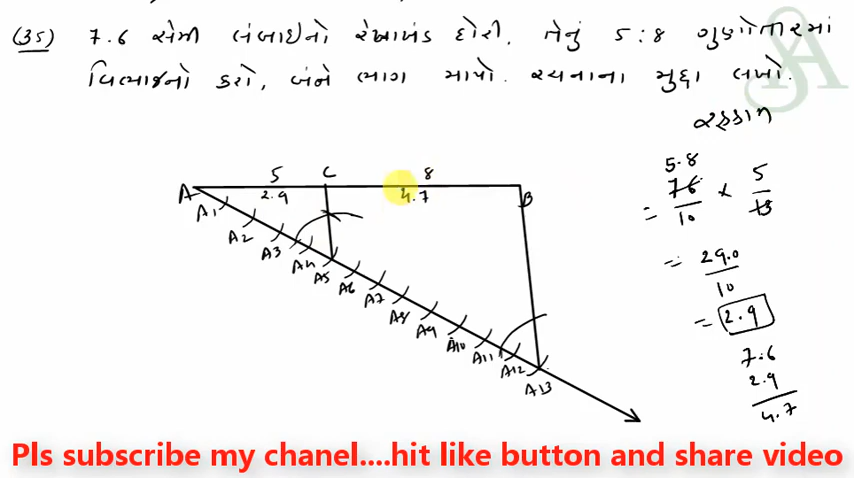 (35) 7.6 સેમી લંબાઈનો રેખાખંડ દોરી. તેનું 5:8 ગુણોત્તરમાં
વિભાજનો કરો, બંને ભાગ માપો. રચનાના મુદ્દા લખો.
5 C 8
A 2.9 4.7 B
A1
A2
A3
A4
A5
A6
A7
A8
A9
A10
A11
A12
A13
5.8
= 76/10 × 5/13
= 29.0/10
= 2.9
7.6
2.9
4.7
Pls subscribe my chanel....hit like button and share video